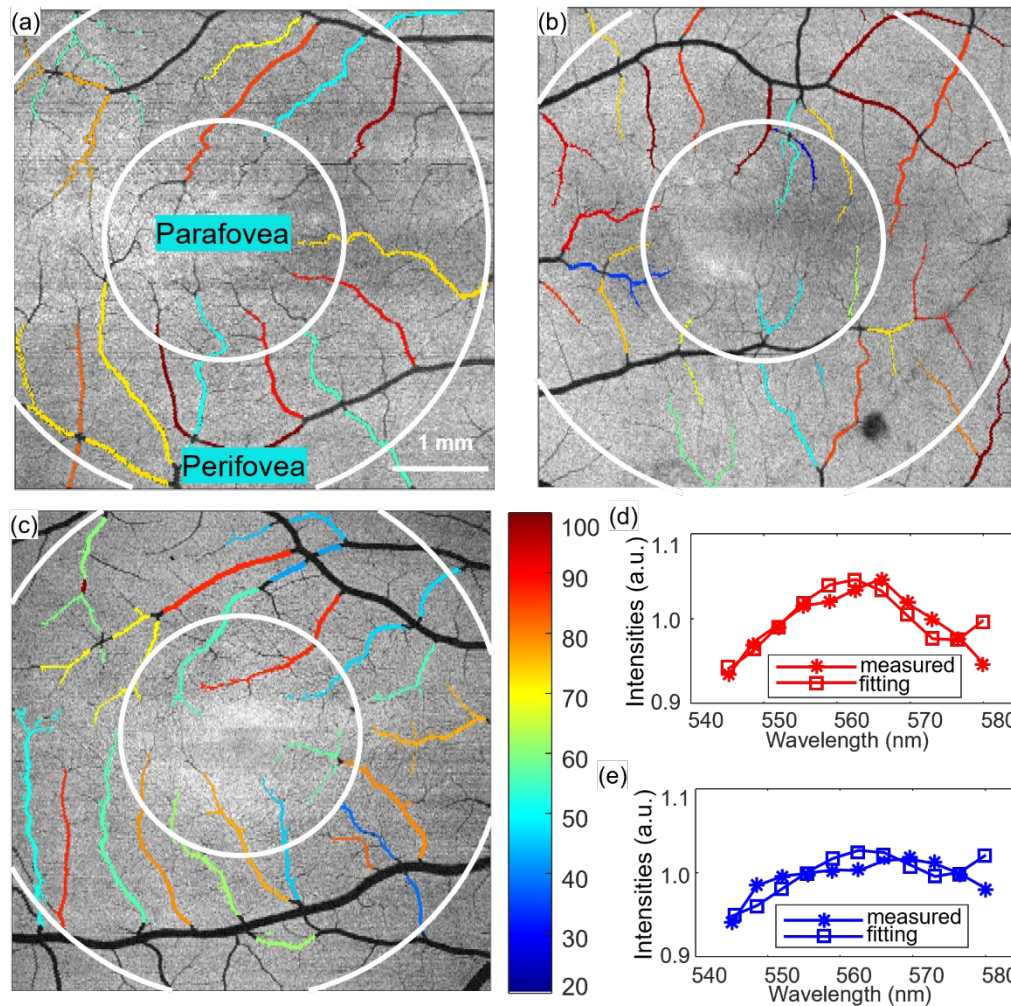 (a)
(b)
Parafovea
1 mm
Perifovea
(c)
100
90
80
70
60
50
40
30
20
(d)
1.1
1.0
0.9
Intensities (a.u.)
measured
fitting
540 550 560 570 580
Wavelength (nm)
(e)
1.1
1.0
0.9
Intensities (a.u.)
measured
fitting
540 550 560 570 580
Wavelength (nm)